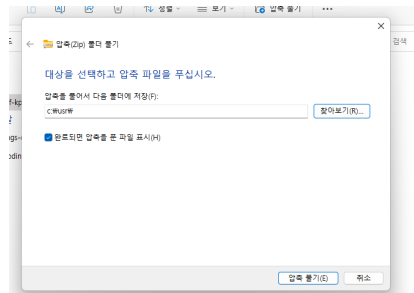 정렬 보기 압축 풀기 •••
검색
압축(Zip) 폴더 풀기
대상을 선택하고 압축 파일을 푸십시오.
압축을 풀어서 다음 폴더에 저장(F):
C:₩usr₩
찾아보기(R)...
완료되면 압축을 푼 파일 표시(H)
압축 풀기(E) 취소